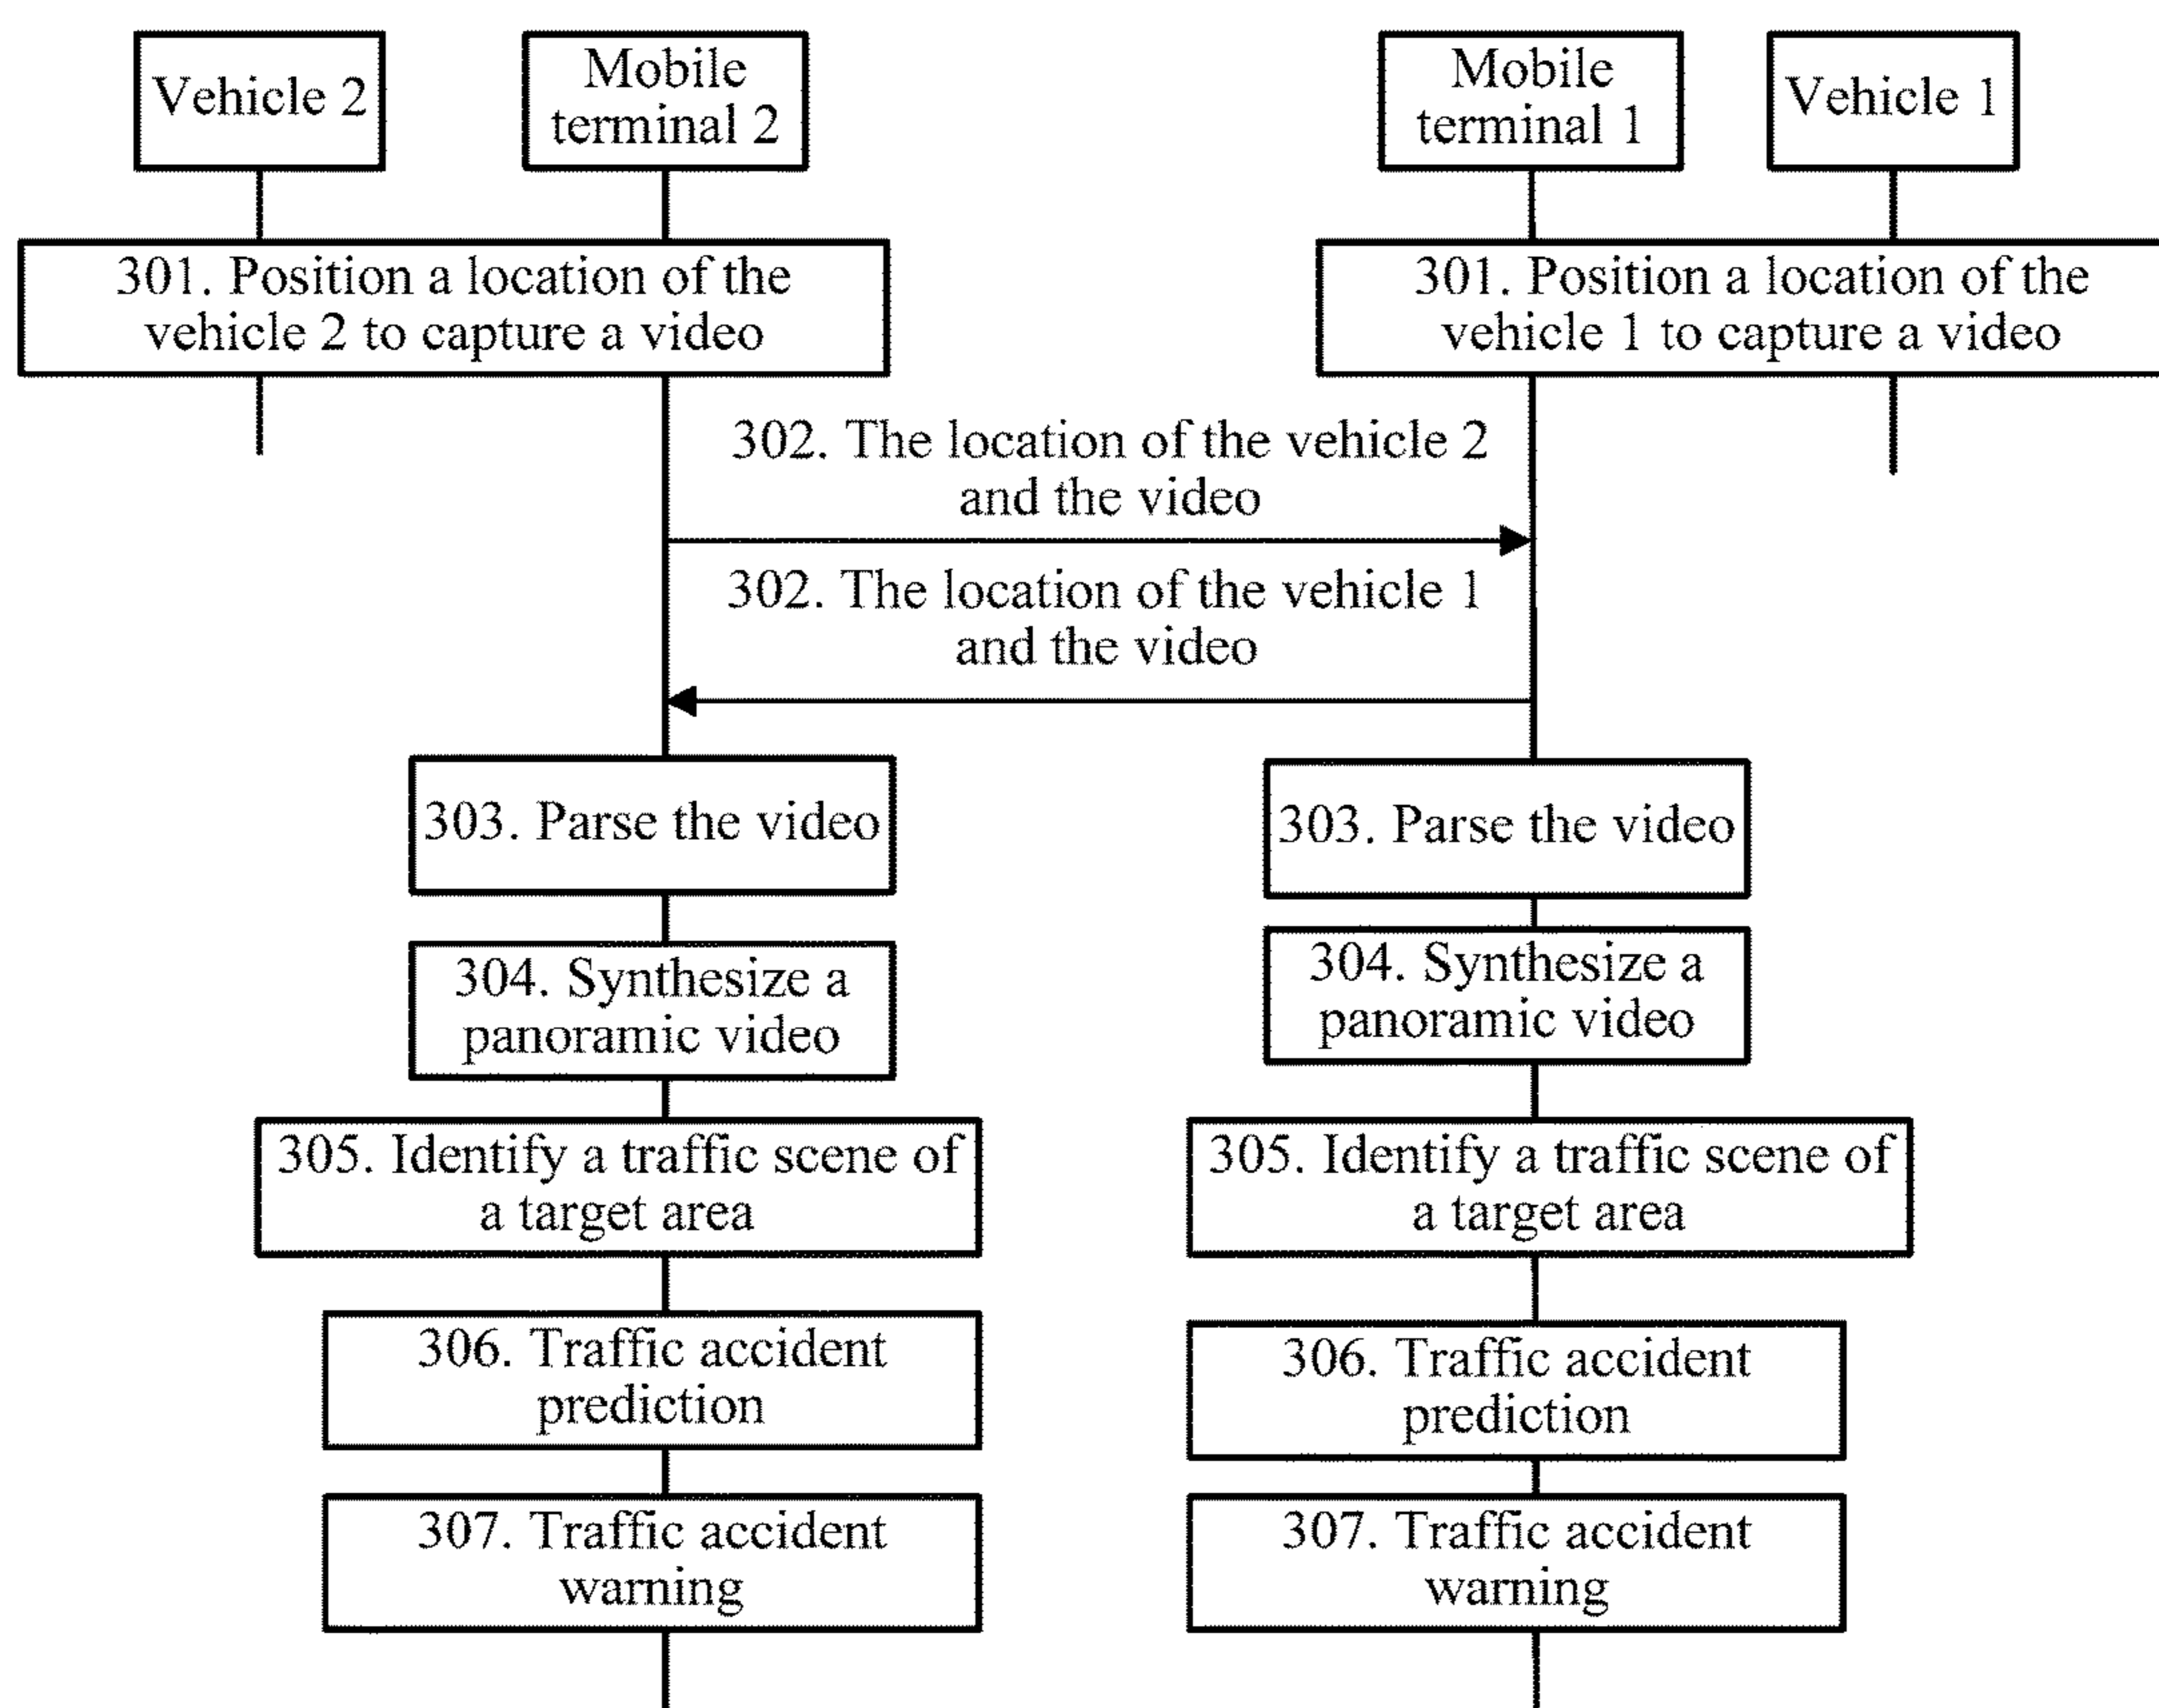 Vehicle 2
Mobile
terminal 2
Mobile
terminal 1
Vehicle 1
301. Position a location of the
vehicle 2 to capture a video
301. Position a location of the
vehicle 1 to capture a video
302. The location of the vehicle 2
and the video
302. The location of the vehicle 1
and the video
303. Parse the video
303. Parse the video
304. Synthesize a
panoramic video
304. Synthesize a
panoramic video
305. Identify a traffic scene of
a target area
305. Identify a traffic scene of
a target area
306. Traffic accident
prediction
306. Traffic accident
prediction
307. Traffic accident
warning
307. Traffic accident
warning